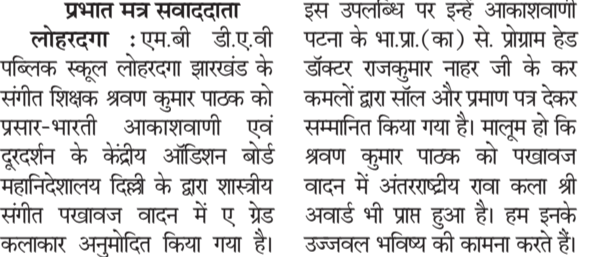 प्रभात मत्र सवाददाता
लोहरदगा : एम.बी डी.ए.वी
पब्लिक स्कूल लोहरदगा झारखंड के
संगीत शिक्षक श्रवण कुमार पाठक को
प्रसार-भारती आकाशवाणी एवं
दूरदर्शन के केंद्रीय ऑडिशन बोर्ड
महानिदेशालय दिल्ली के द्वारा शास्त्रीय
संगीत पखावज वादन में ए ग्रेड
कलाकार अनुमोदित किया गया है।
इस उपलब्धि पर इन्हें आकाशवाणी
पटना के भा.प्रा.(का) से. प्रोग्राम हेड
डॉक्टर राजकुमार नाहर जी के कर
कमलों द्वारा सॉल और प्रमाण पत्र देकर
सम्मानित किया गया है। मालूम हो कि
श्रवण कुमार पाठक को पखावज
वादन में अंतरराष्ट्रीय रावा कला श्री
अवार्ड भी प्राप्त हुआ है। हम इनके
उज्जवल भविष्य की कामना करते हैं।